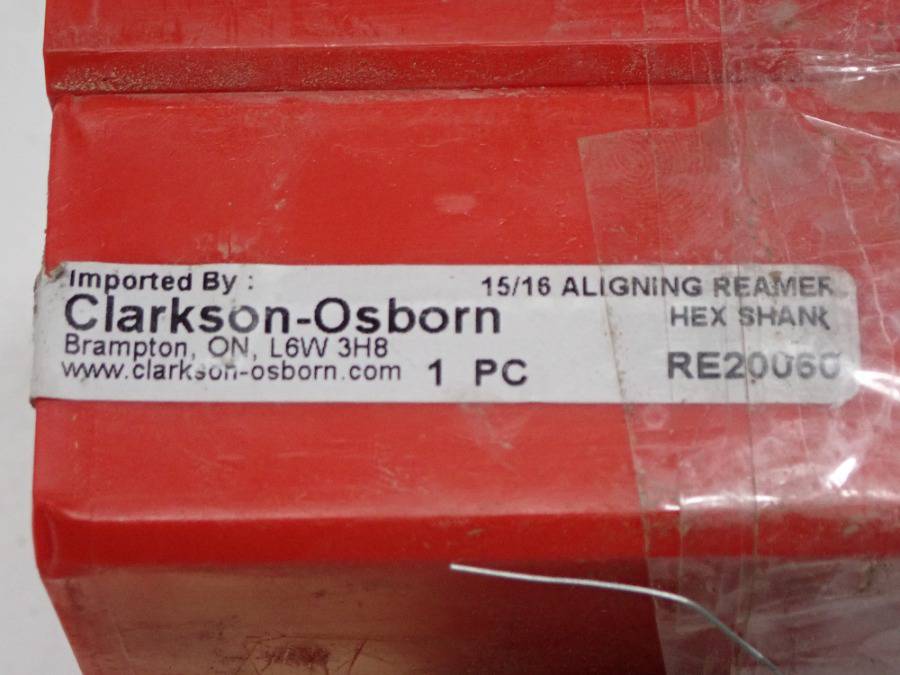 Imported By :
Clarkson-Osborn
Brampton, ON, L6W 3H8
www.clarkson-osborn.com 1 PC
15/16 ALIGNING REAMER
HEX SHANK
RE20060